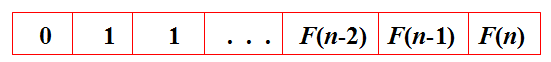 0 1 1 . . . F(n-2) F(n-1) F(n)